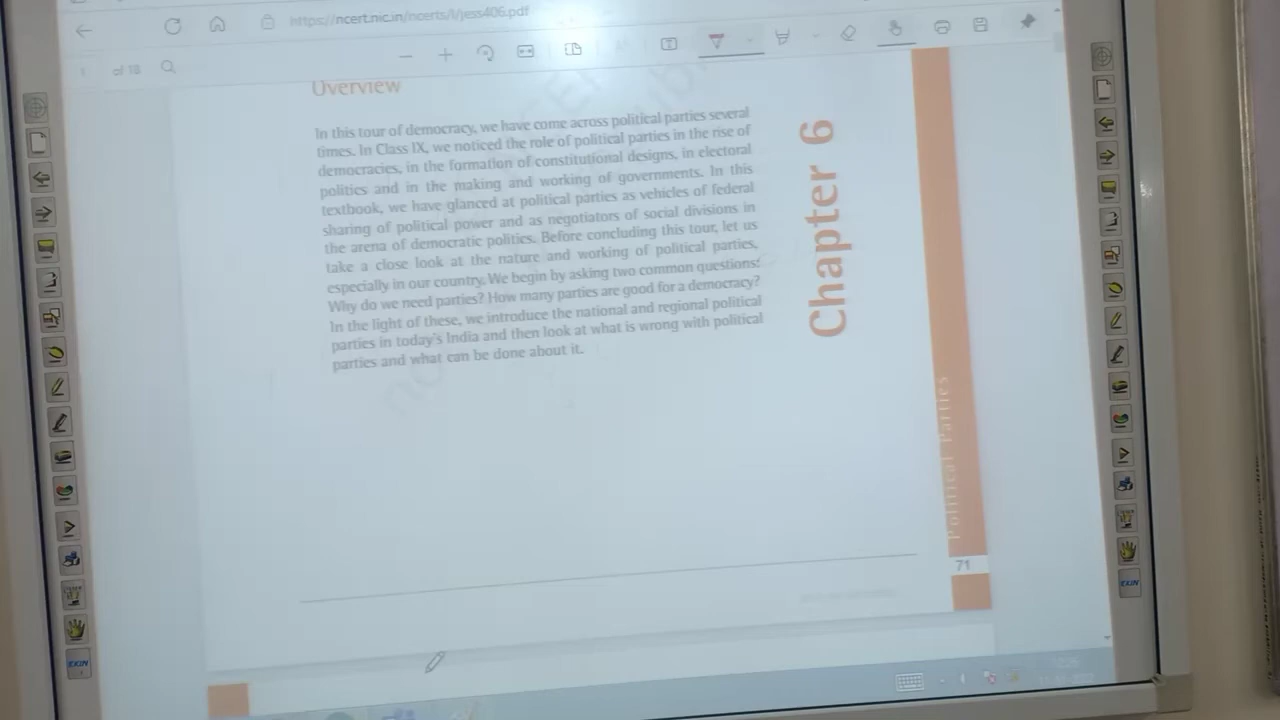 https://ncert.nic.in/ncerts/l/jess406.pdf
1 of 18
Overview
In this tour of democracy, we have come across political parties several
times. In Class IX, we noticed the role of political parties in the rise of
democracies, in the formation of constitutional designs, in electoral
politics and in the making and working of governments. In this
textbook, we have glanced at political parties as vehicles of federal
sharing of political power and as negotiators of social divisions in
the arena of democratic politics. Before concluding this tour, let us
take a close look at the nature and working of political parties,
especially in our country. We begin by asking two common questions:
Why do we need parties? How many parties are good for a democracy?
In the light of these, we introduce the national and regional political
parties in today's India and then look at what is wrong with political
parties and what can be done about it.
Chapter 6
Political Parties
71
EXIN
EXIN